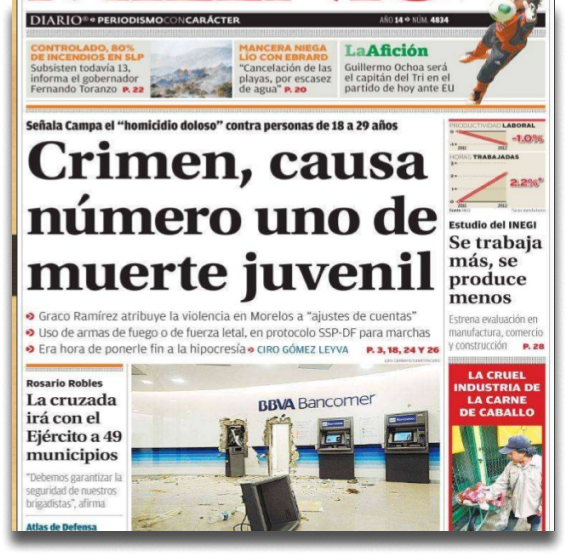 DIARIO®• PERIODISMOCONCARÁCTER
AÑO 14 • NÚM. 4834
CONTROLADO, 80%
DE INCENDIOS EN SLP
Subsisten todavía 13,
informa el gobernador
Fernando Toranzo P. 22
MANCERA NIEGA
LÍO CON EBRARD
"Cancelación de las
playas, por escasez
de agua" P. 20
LaAfición
Guillermo Ochoa será
el capitán del Tri en el
partido de hoy ante EU
Señala Campa el "homicidio doloso" contra personas de 18 a 29 años
Crimen, causa
número uno de
muerte juvenil
Graco Ramírez atribuye la violencia en Morelos a "ajustes de cuentas"
Uso de armas de fuego o de fuerza letal, en protocolo SSP-DF para marchas
Era hora de ponerle fin a la hipocresía • CIRO GÓMEZ LEYVA P. 3, 18, 24 Y 26
PRODUCTIVIDAD LABORAL
-1.0%
HORAS TRABAJADAS
2.2%
Estudio del INEGI
Se trabaja
más, se
produce
menos
Estrena evaluación en
manufactura, comercio
y construcción P. 28
Rosario Robles
La cruzada
irá con el
Ejército a 49
municipios
"Debemos garantizar la
seguridad de nuestros
brigadistas", afirma
Atlas de Defensa
BBVA Bancomer
LA CRUEL
INDUSTRIA DE
LA CARNE
DE CABALLO